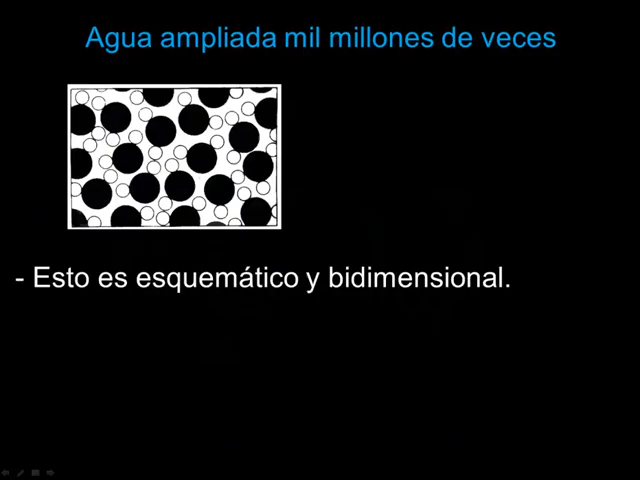 Agua ampliada mil millones de veces
- Esto es esquemático y bidimensional.